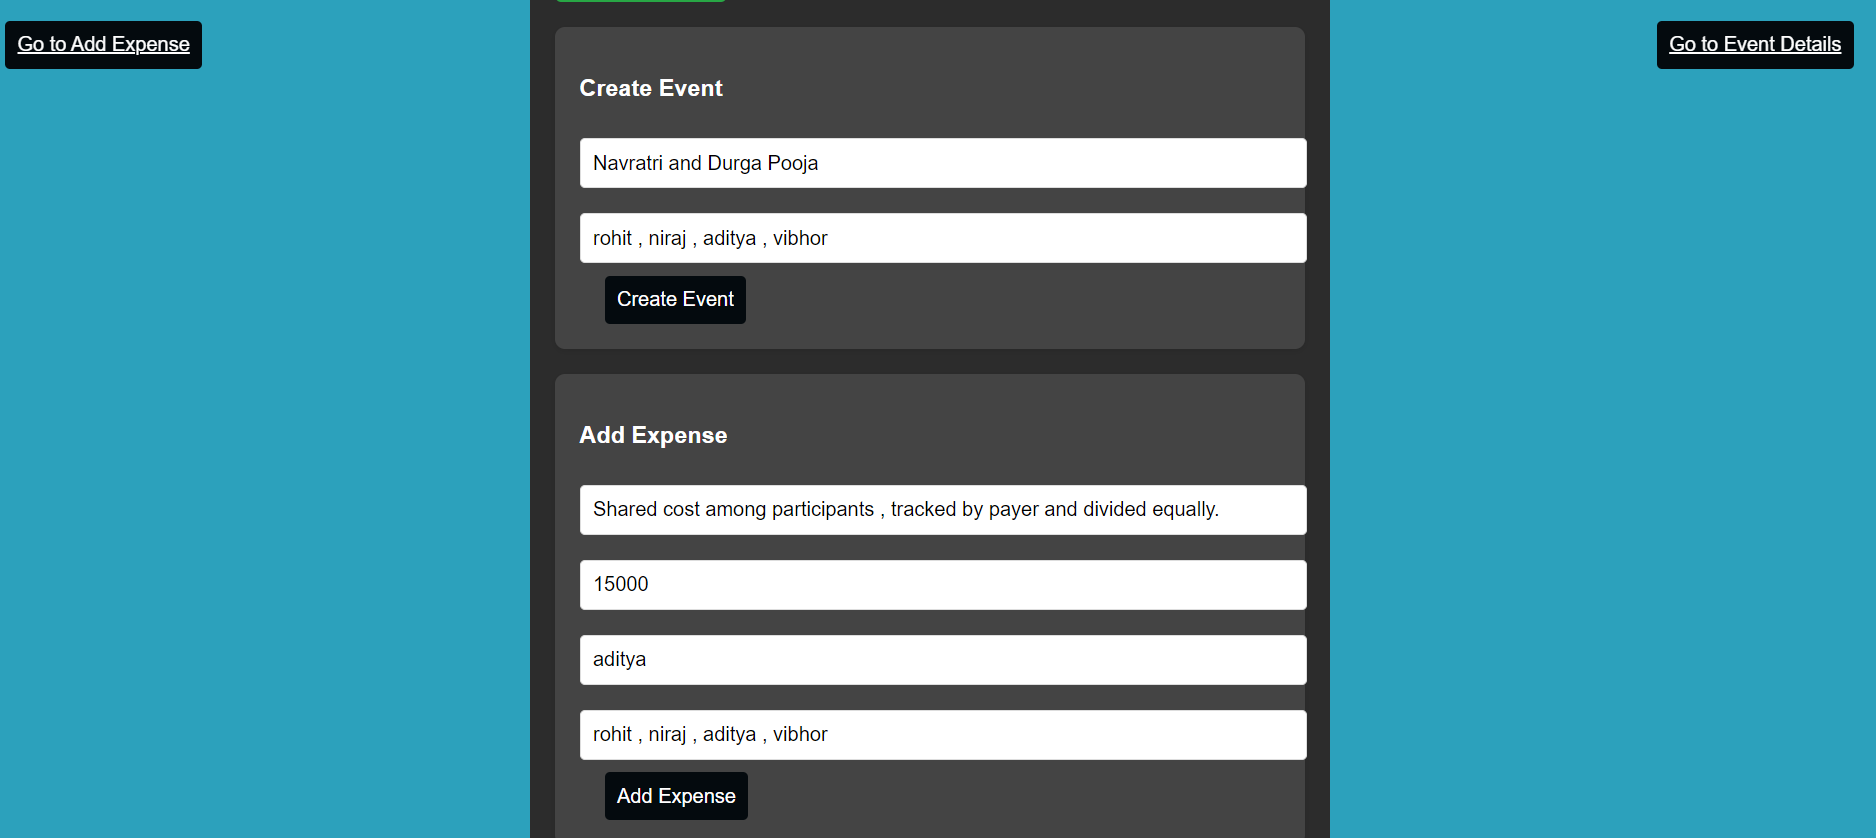 Go to Add Expense
Go to Event Details
Create Event
Navratri and Durga Pooja
rohit , niraj , aditya , vibhor
Create Event
Add Expense
Shared cost among participants , tracked by payer and divided equally.
15000
aditya
rohit , niraj , aditya , vibhor
Add Expense